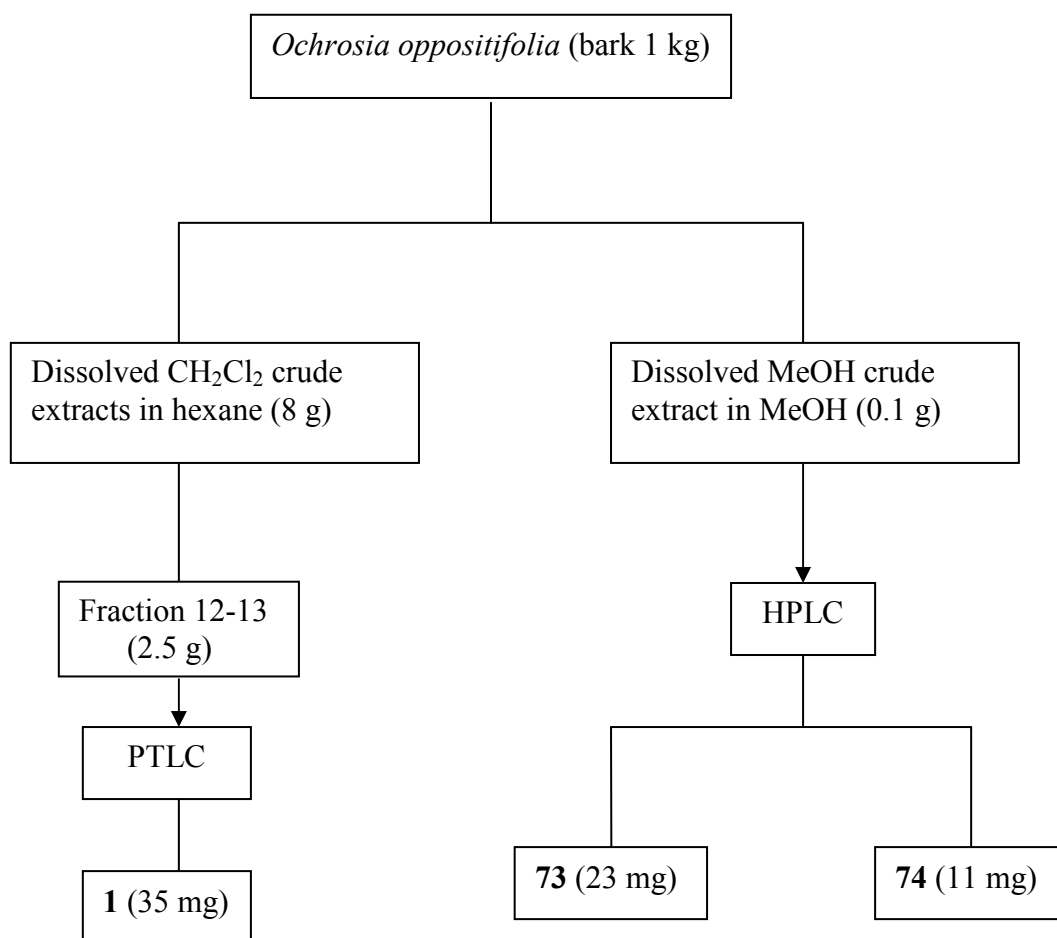 Ochrosia oppositifolia (bark 1 kg)
Dissolved CH₂Cl₂ crude
extracts in hexane (8 g)
Dissolved MeOH crude
extract in MeOH (0.1 g)
Fraction 12-13
(2.5 g)
HPLC
PTLC
73 (23 mg)
74 (11 mg)
1 (35 mg)